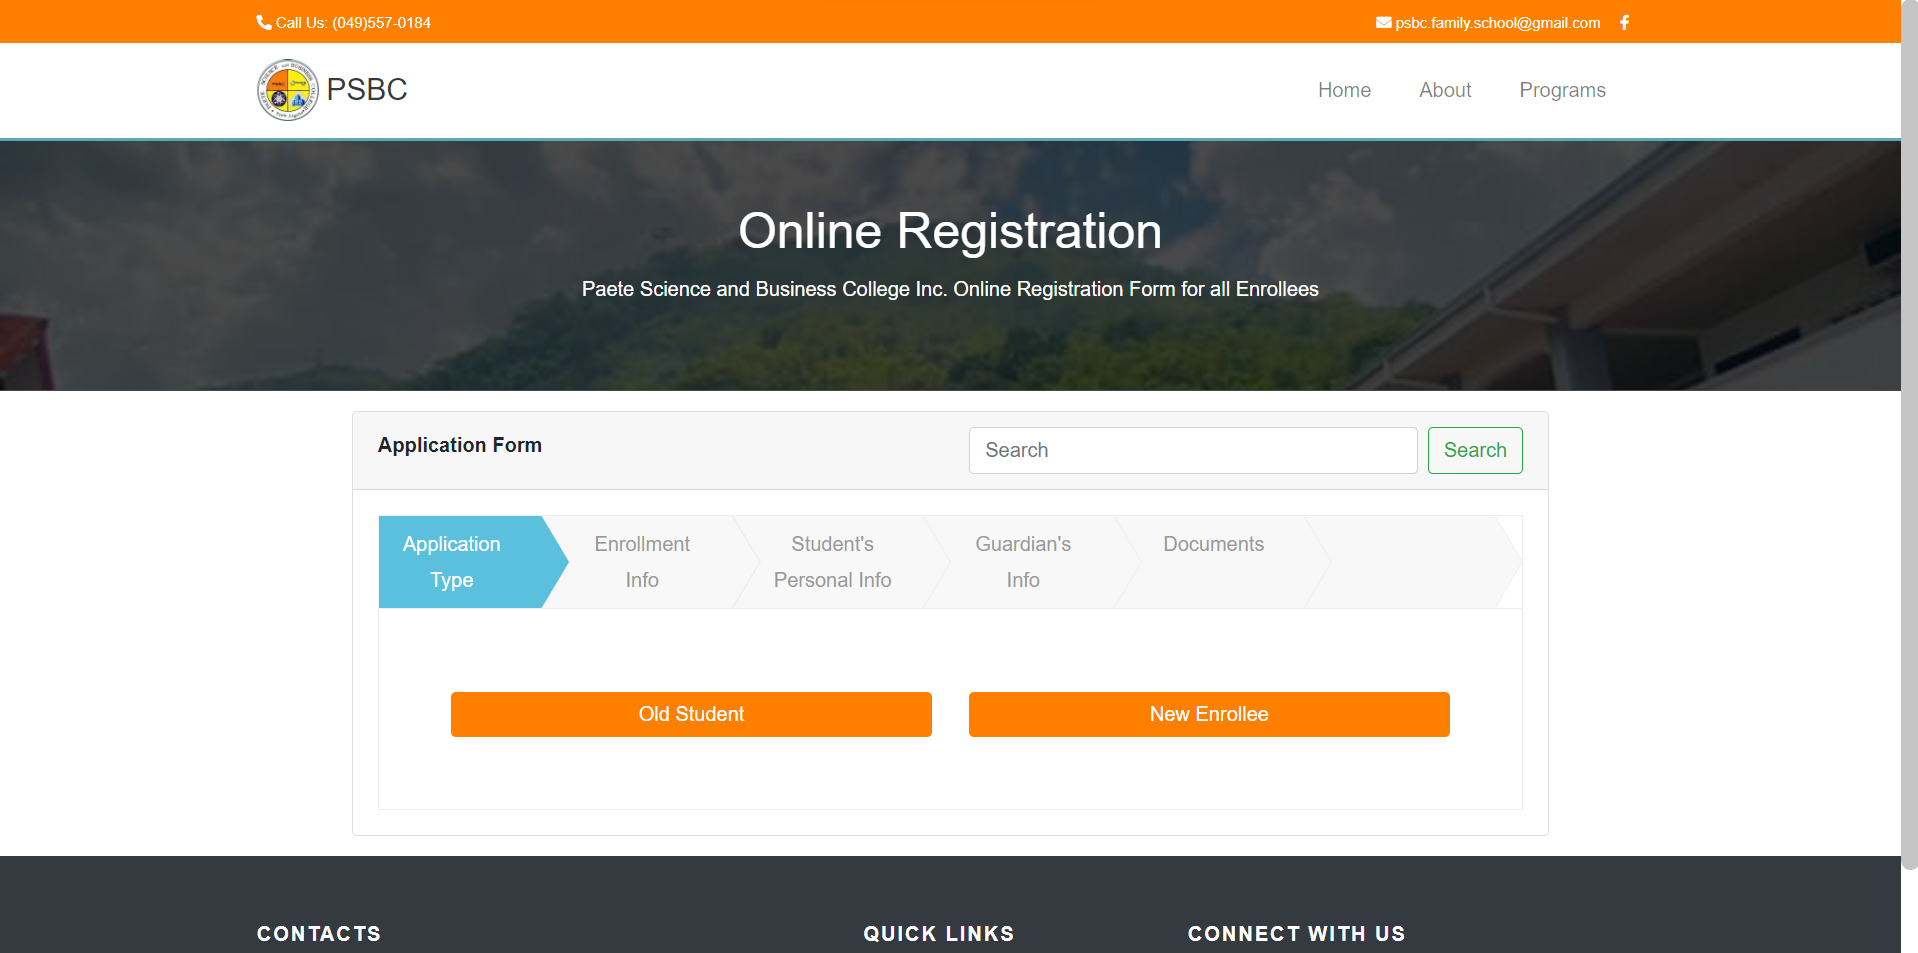 Call Us: (049)557-0184
psbc.family.school@gmail.com
PSBC
Home
About
Programs
Online Registration
Paete Science and Business College Inc. Online Registration Form for all Enrollees
Application Form
Search
Search
Application
Type
Enrollment
Info
Student's
Personal Info
Guardian's
Info
Documents
Old Student
New Enrollee
CONTACTS
QUICK LINKS
CONNECT WITH US